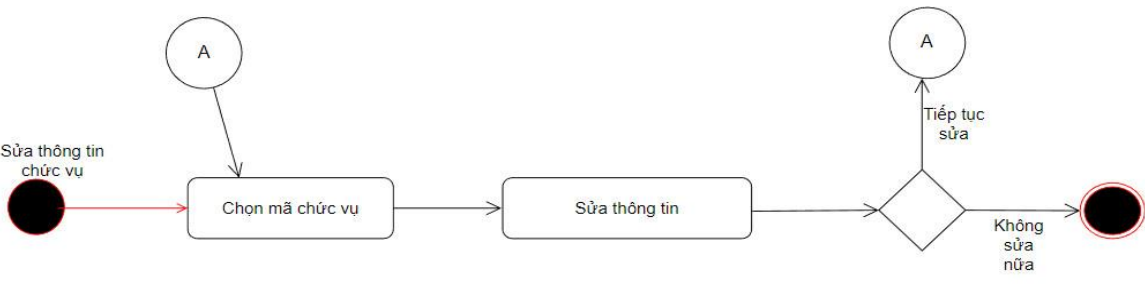 A
A
Tiếp tục
sửa
Sửa thông tin
chức vụ
Chọn mã chức vụ
Sửa thông tin
Không
sửa
nữa